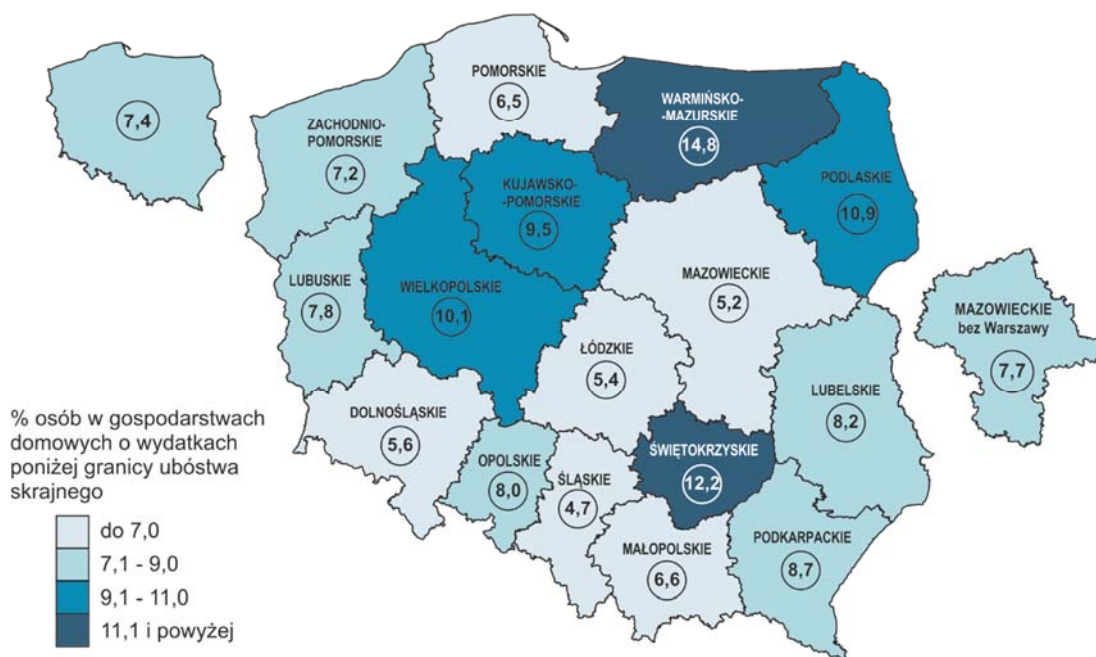 7,4
POMORSKIE
6,5
WARMIŃSKO-
-MAZURSKIE
14,8
ZACHODNIO-
POMORSKIE
7,2
KUJAWSKO-
-POMORSKIE
9,5
PODLASKIE
10,9
LUBUSKIE
7,8
WIELKOPOLSKIE
10,1
MAZOWIECKIE
5,2
MAZOWIECKIE
bez Warszawy
7,7
ŁÓDZKIE
5,4
LUBELSKIE
8,2
DOLNOŚLĄSKIE
5,6
OPOLSKIE
8,0
ŚLĄSKIE
4,7
ŚWIĘTOKRZYSKIE
12,2
MAŁOPOLSKIE
6,6
PODKARPACKIE
8,7
% osób w gospodarstwach
domowych o wydatkach
poniżej granicy ubóstwa
skrajnego
do 7,0
7,1 - 9,0
9,1 - 11,0
11,1 i powyżej